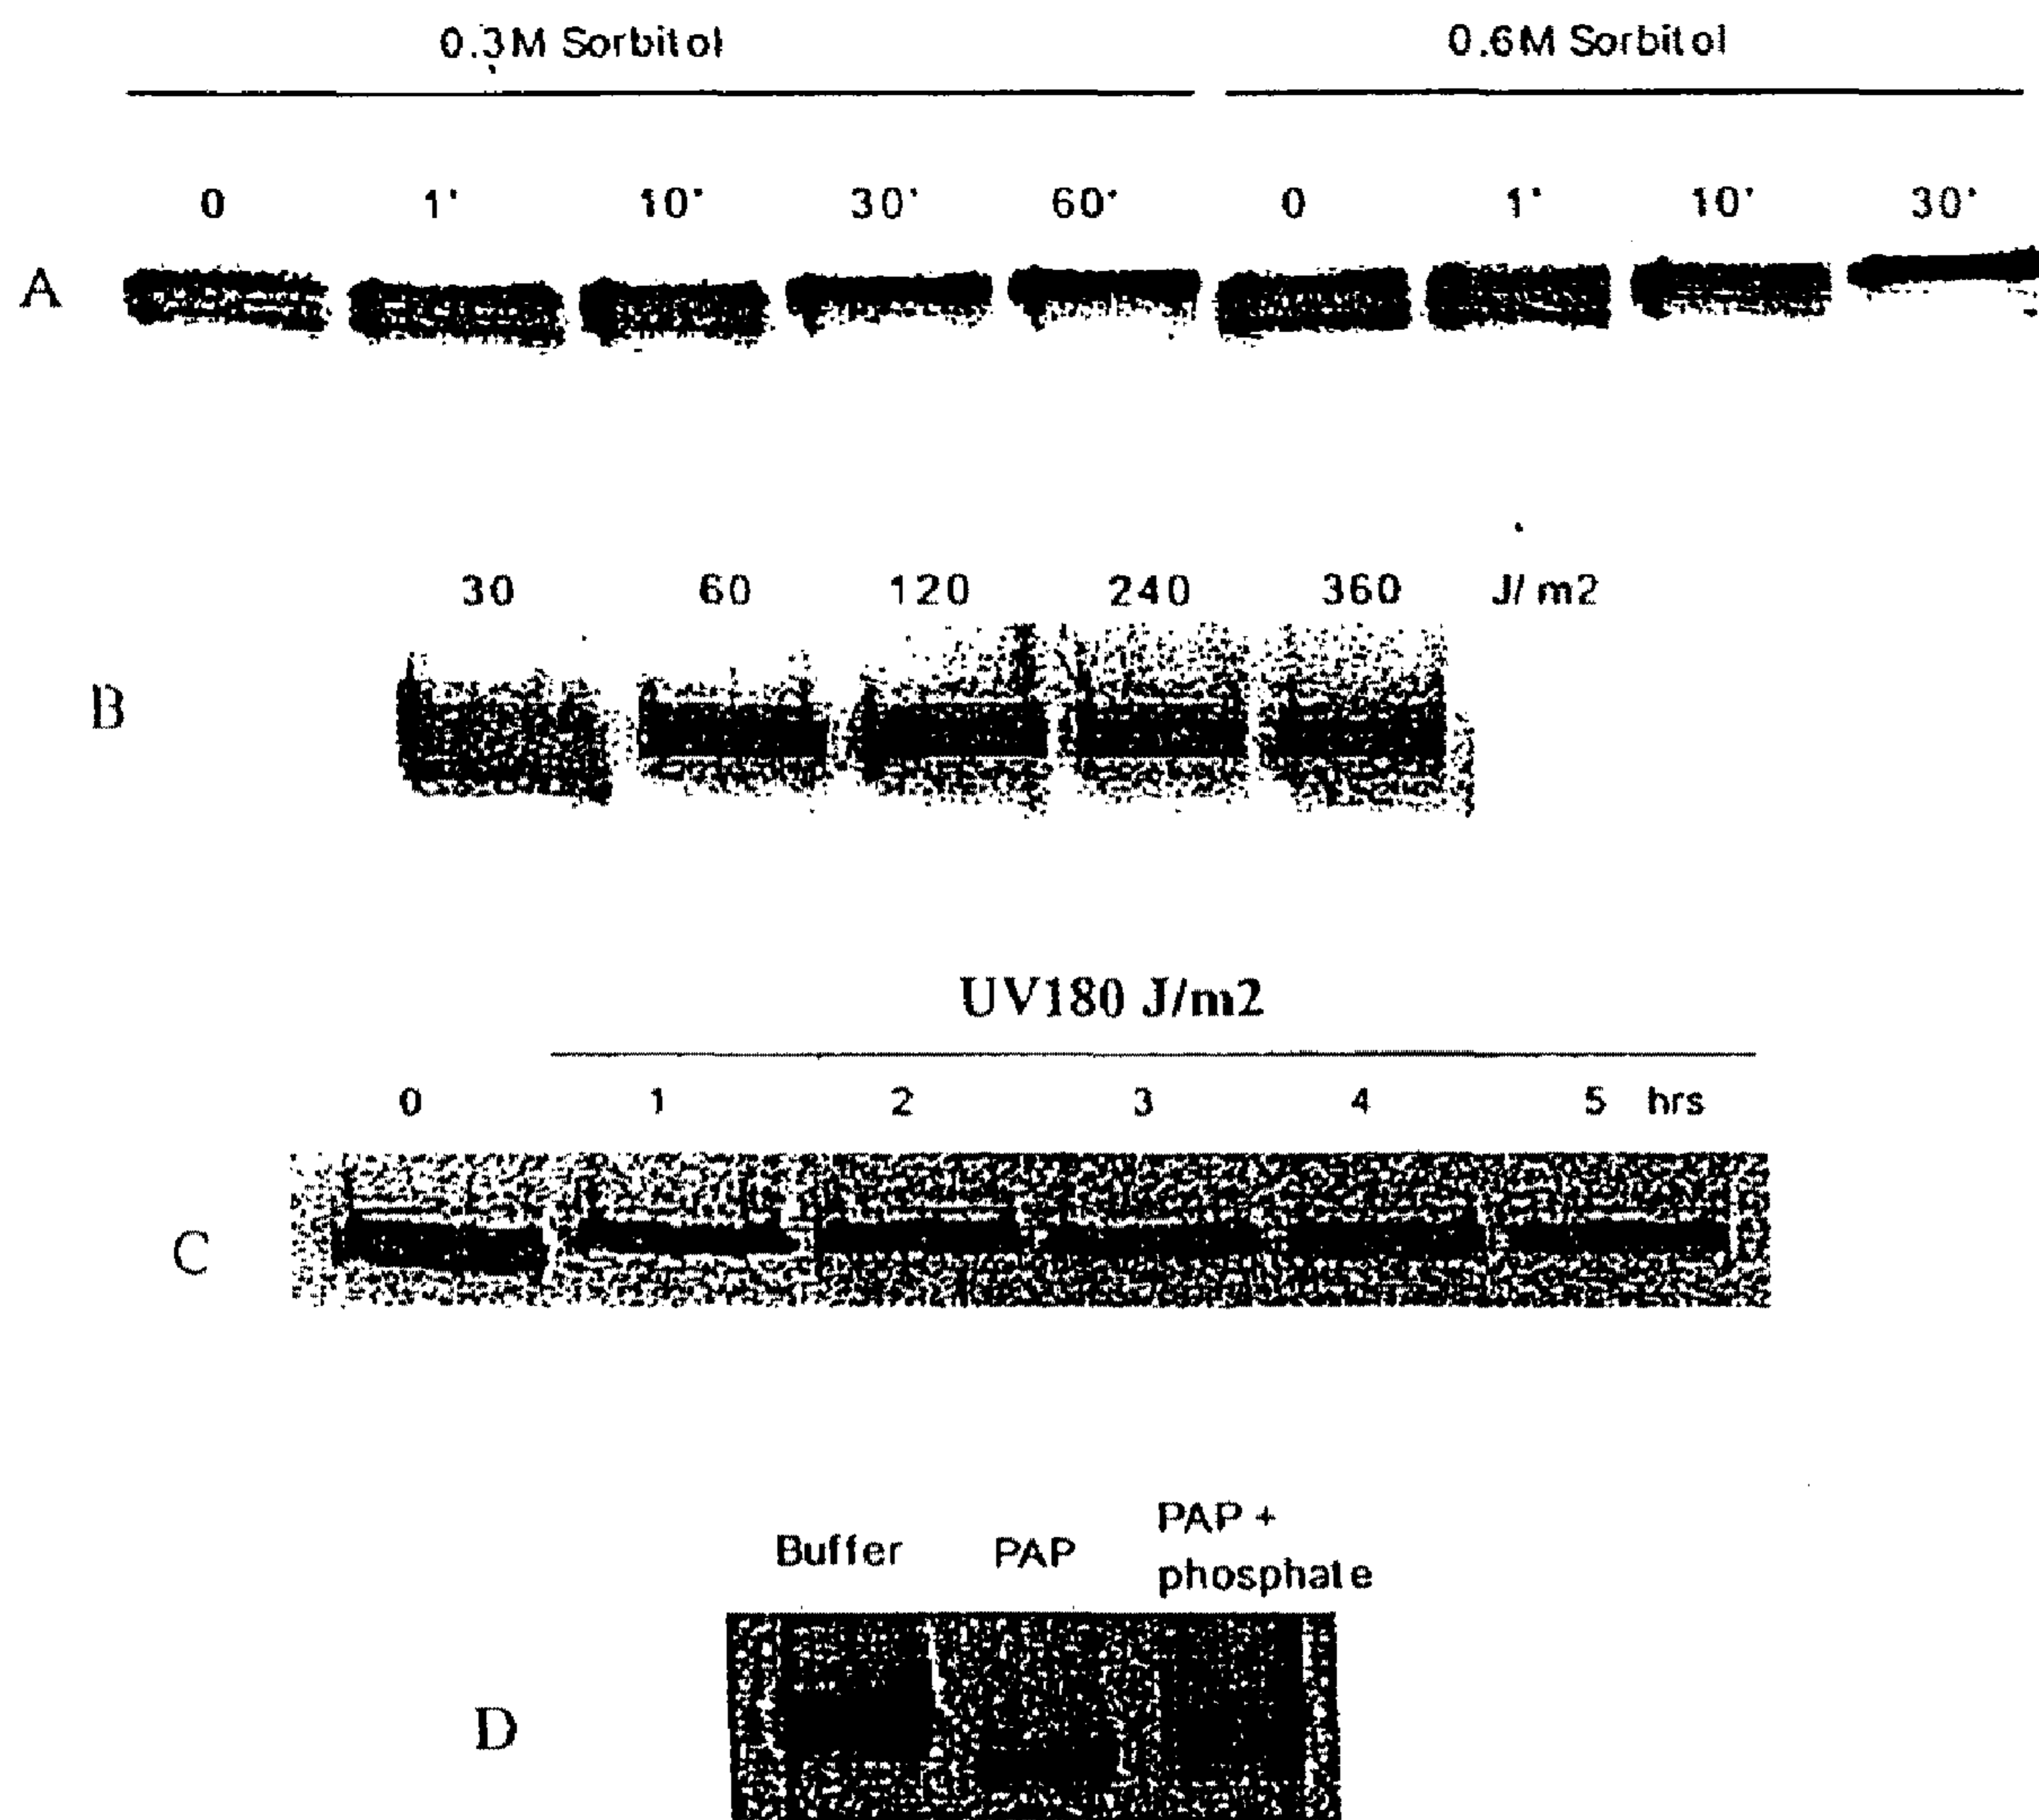 0.3M Sorbitol 0.6M Sorbitol
0 1' 10' 30' 60' 0 1' 10' 30'
A
30 60 120 240 360 J/m2
B
UV180 J/m2
0 1 2 3 4 5 hrs
C
Buffer PAP PAP +
phosphate
D